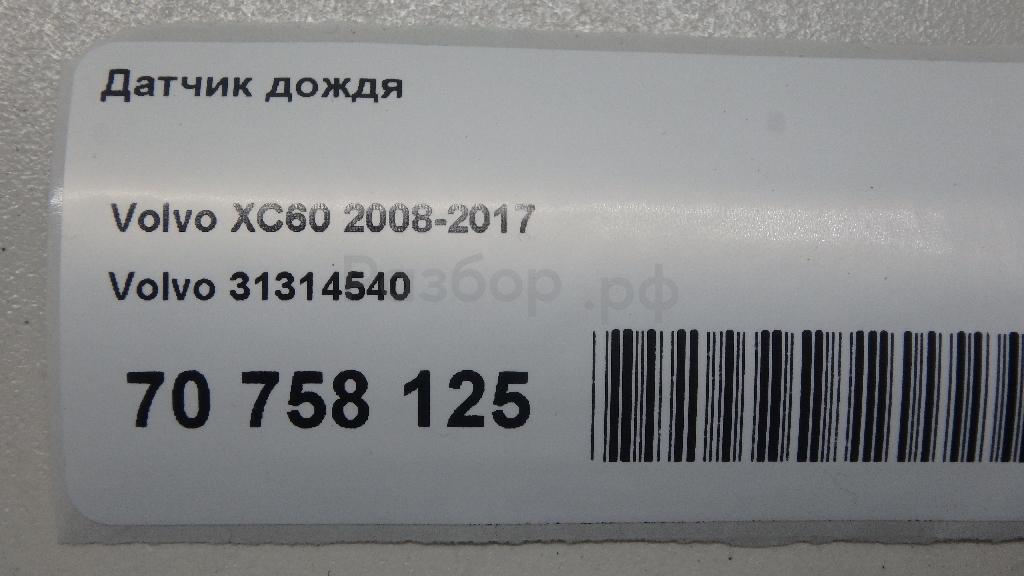 Датчик дождя
Volvo XC60 2008-2017
Volvo 31314540
Разбор.рф
70 758 125